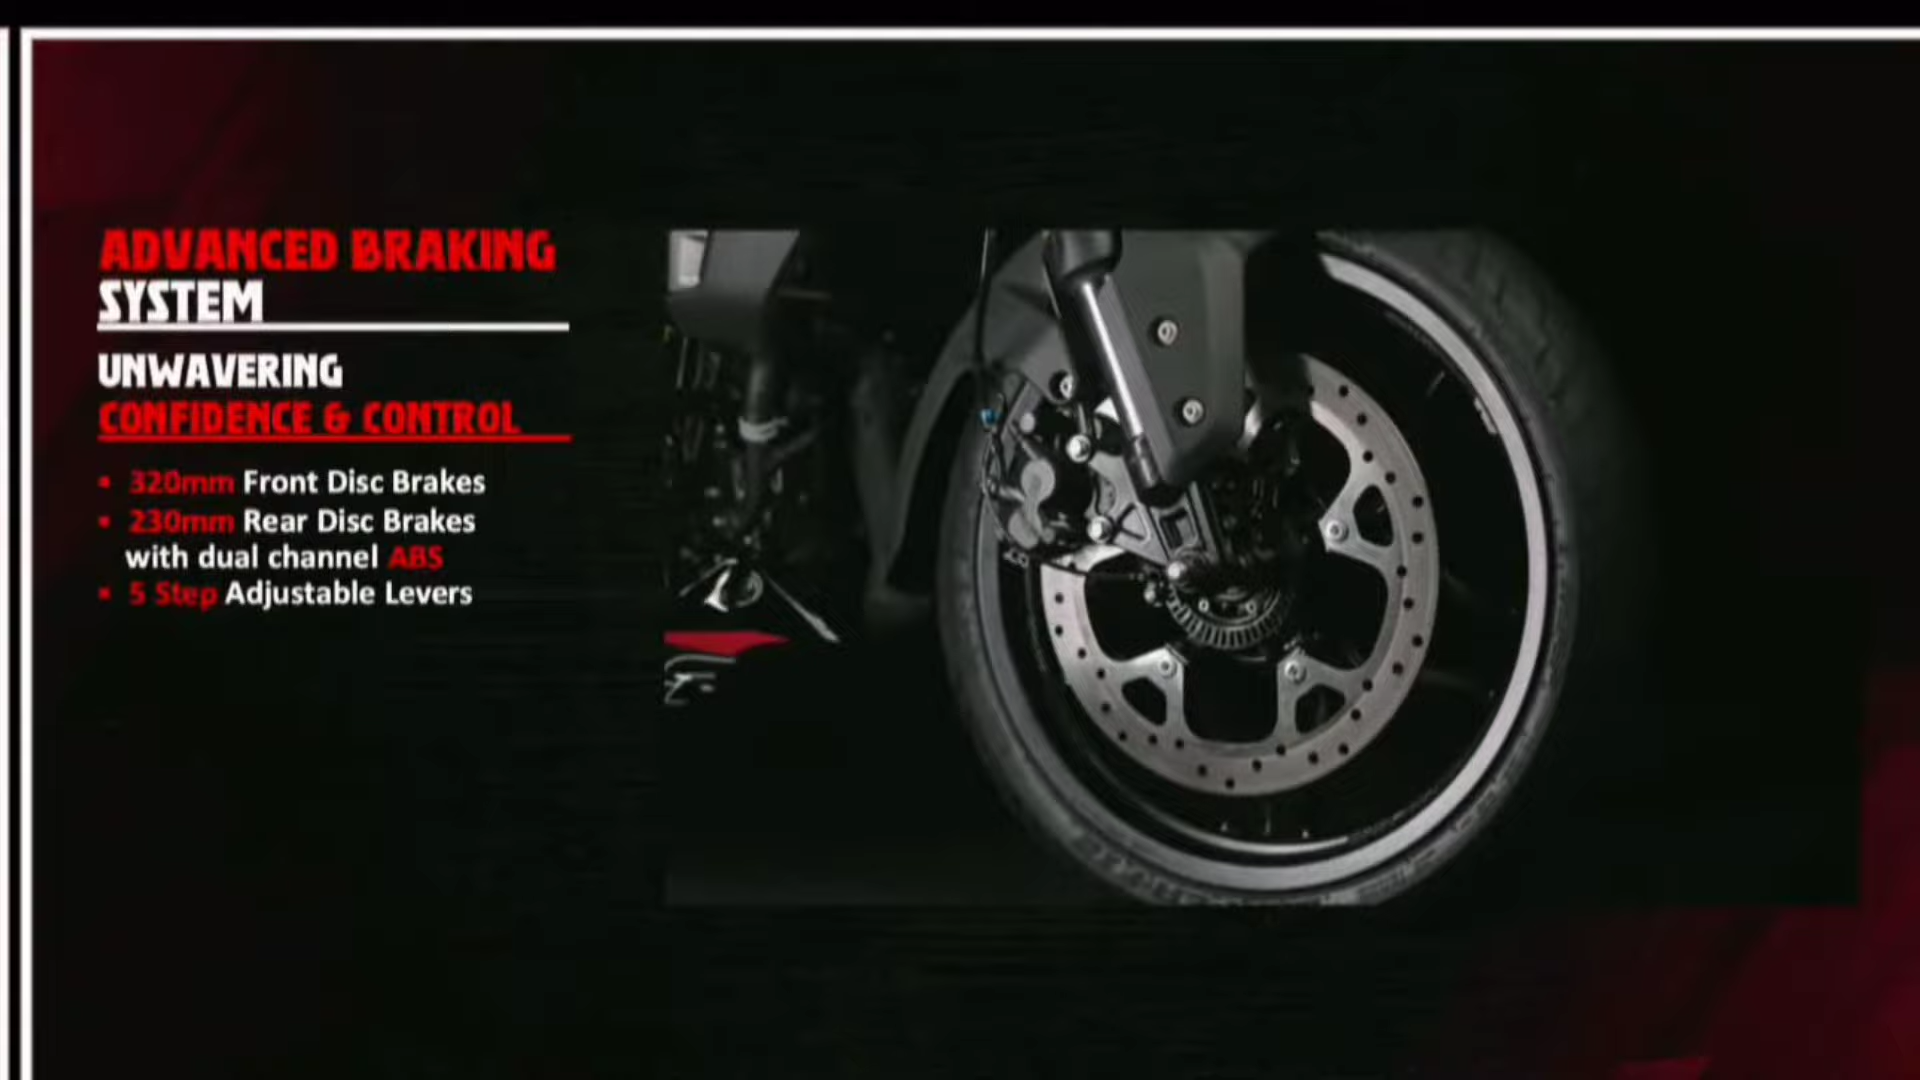 ADVANCED BRAKING
SYSTEM
UNWAVERING
CONFIDENCE & CONTROL
▪ 320mm Front Disc Brakes
▪ 230mm Rear Disc Brakes
with dual channel ABS
▪ 5 Step Adjustable Levers